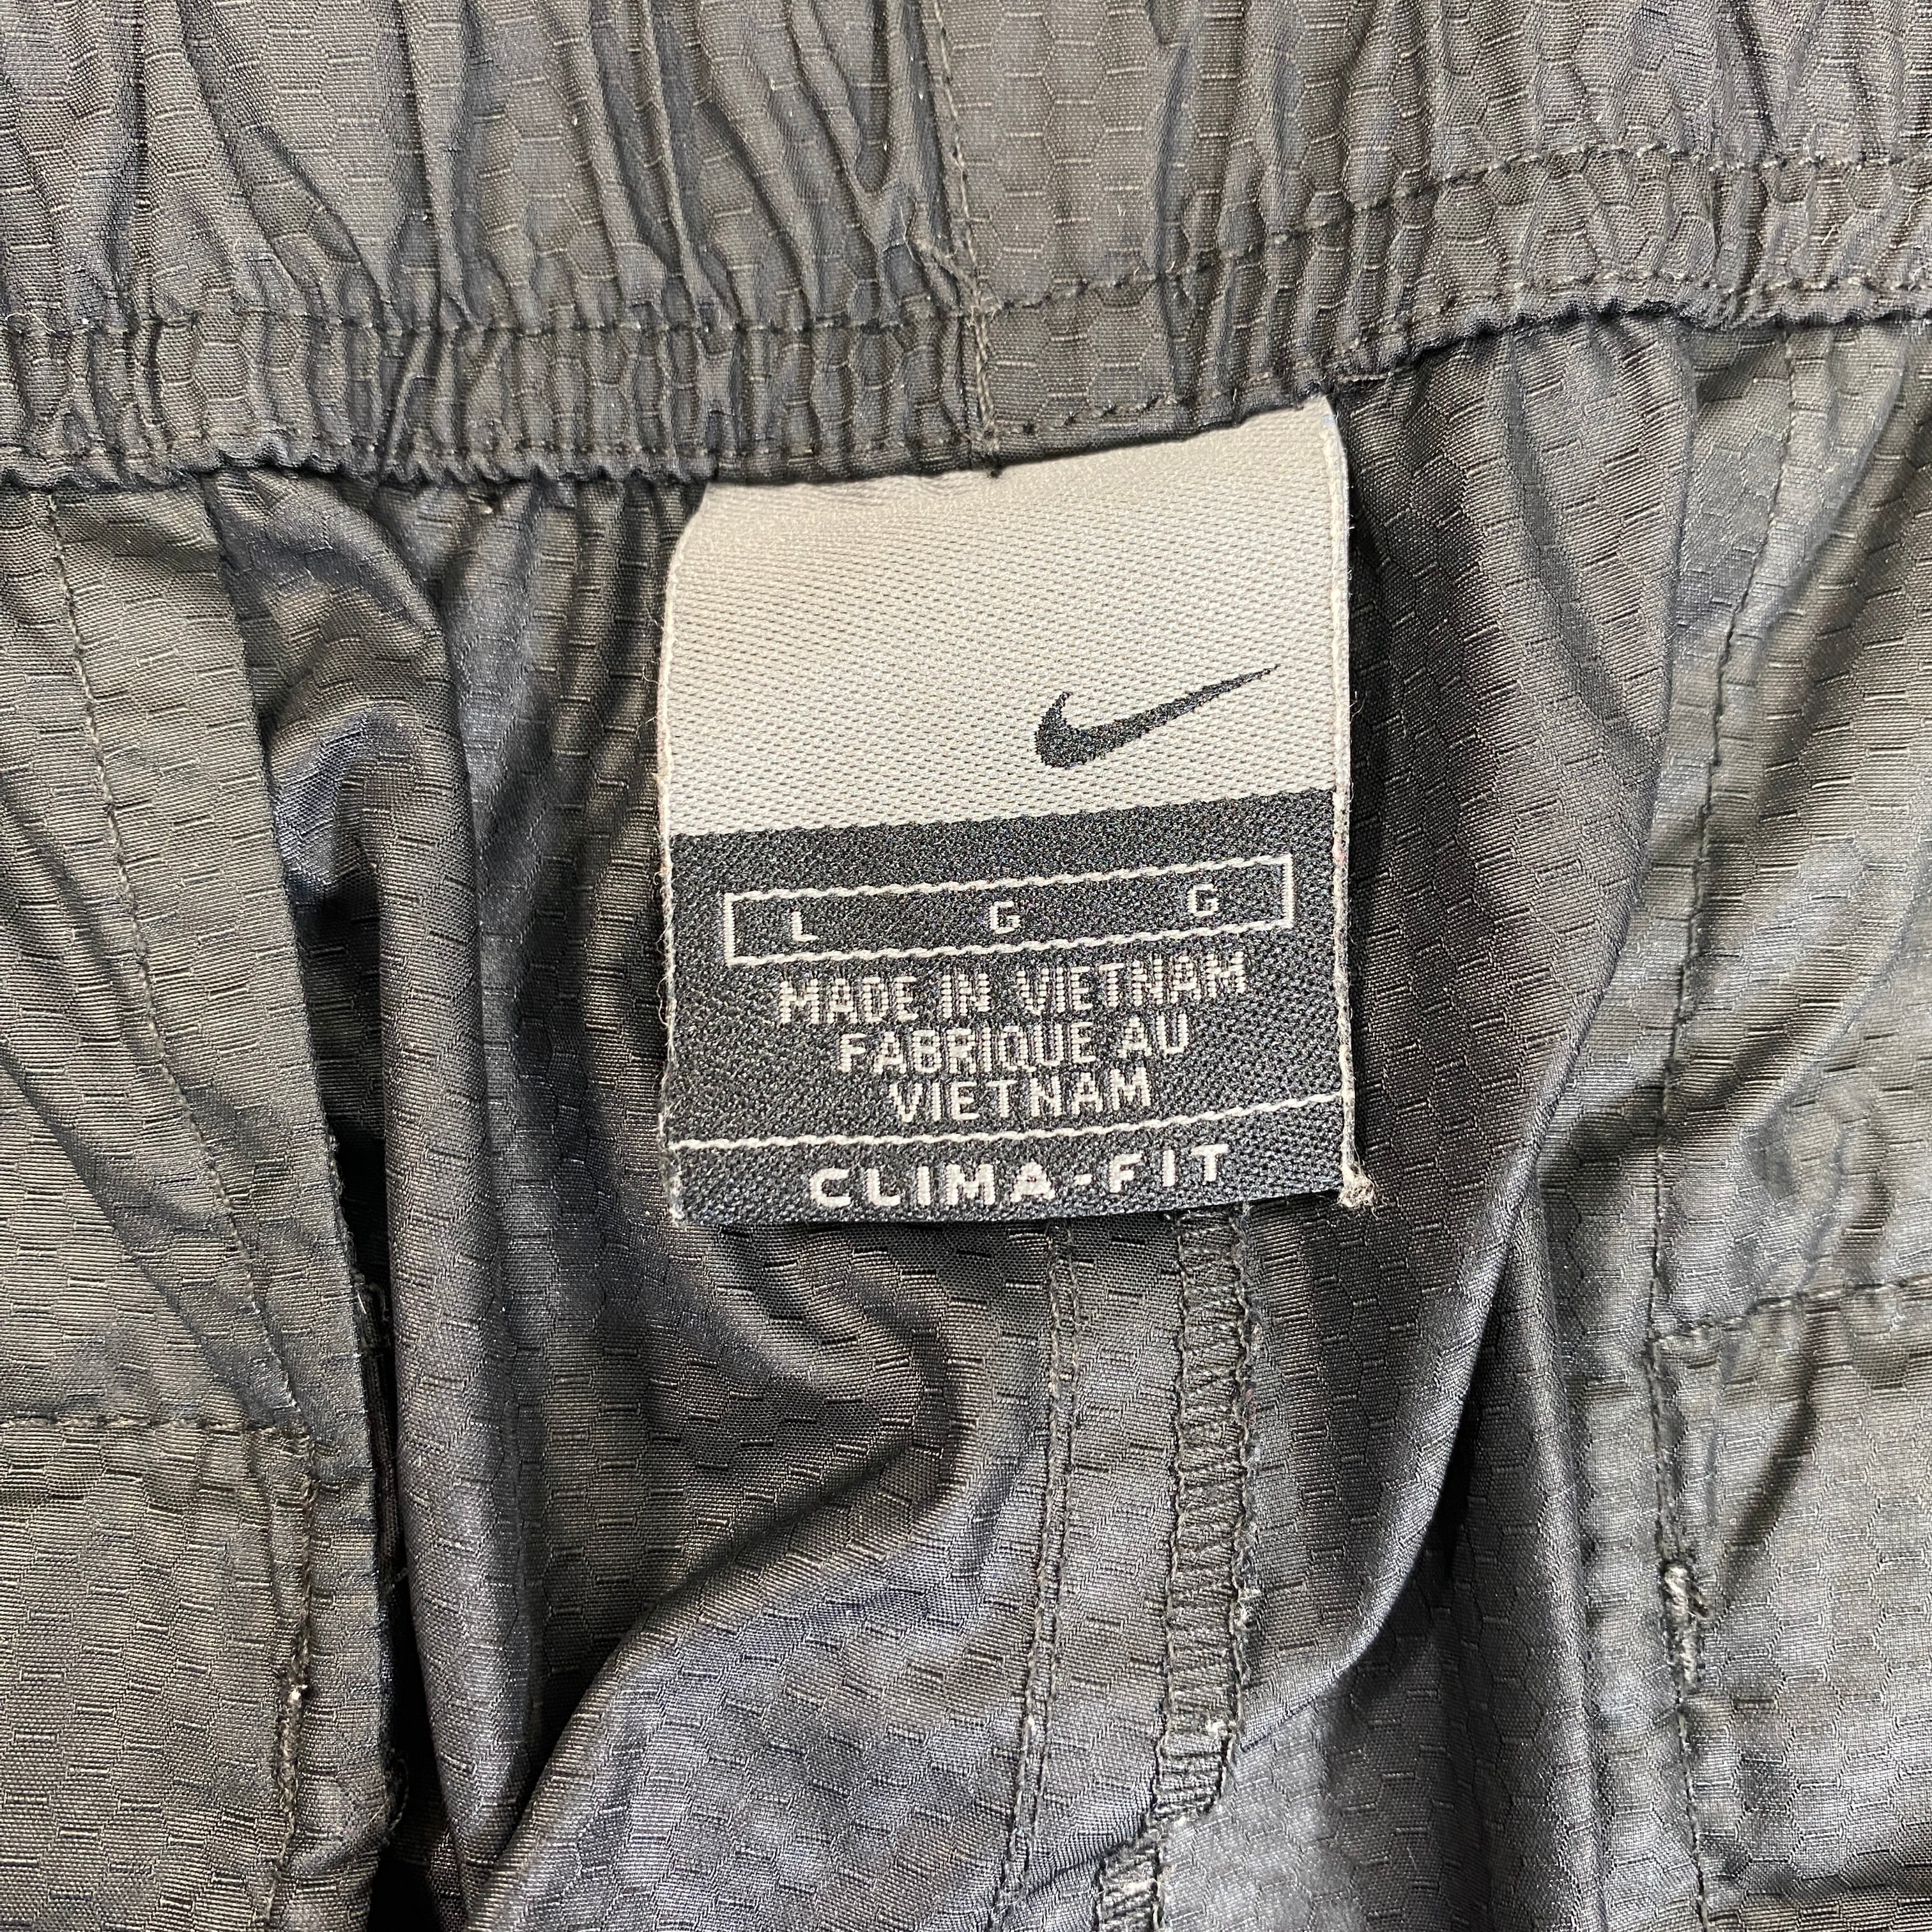 L G G
MADE IN VIETNAM
FABRIQUE AU
VIETNAM
CLIMA-FIT